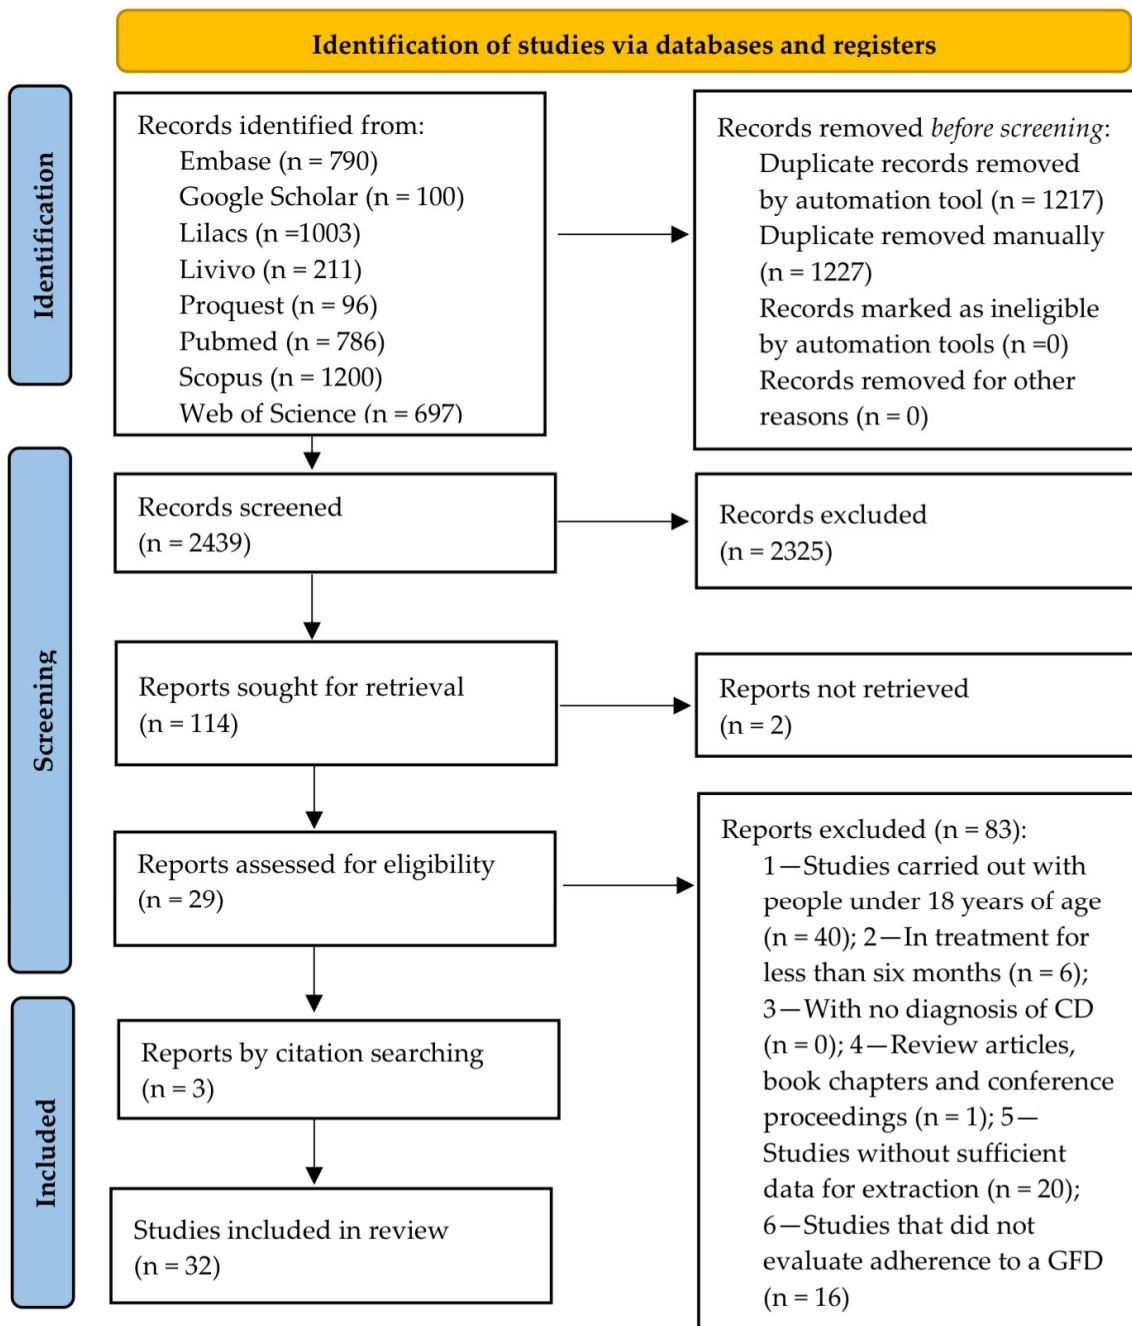 Identification of studies via databases and registers
Identification
Records identified from:
Embase (n = 790)
Google Scholar (n = 100)
Lilacs (n =1003)
Livivo (n = 211)
Proquest (n = 96)
Pubmed (n = 786)
Scopus (n = 1200)
Web of Science (n = 697)
Records removed before screening:
Duplicate records removed
by automation tool (n = 1217)
Duplicate removed manually
(n = 1227)
Records marked as ineligible
by automation tools (n =0)
Records removed for other
reasons (n = 0)
Screening
Records screened
(n = 2439)
Records excluded
(n = 2325)
Reports sought for retrieval
(n = 114)
Reports not retrieved
(n = 2)
Reports assessed for eligibility
(n = 29)
Reports excluded (n = 83):
1—Studies carried out with
people under 18 years of age
(n = 40); 2—In treatment for
less than six months (n = 6);
3—With no diagnosis of CD
(n = 0); 4—Review articles,
book chapters and conference
proceedings (n = 1); 5—
Studies without sufficient
data for extraction (n = 20);
6—Studies that did not
evaluate adherence to a GFD
(n = 16)
Included
Reports by citation searching
(n = 3)
Studies included in review
(n = 32)